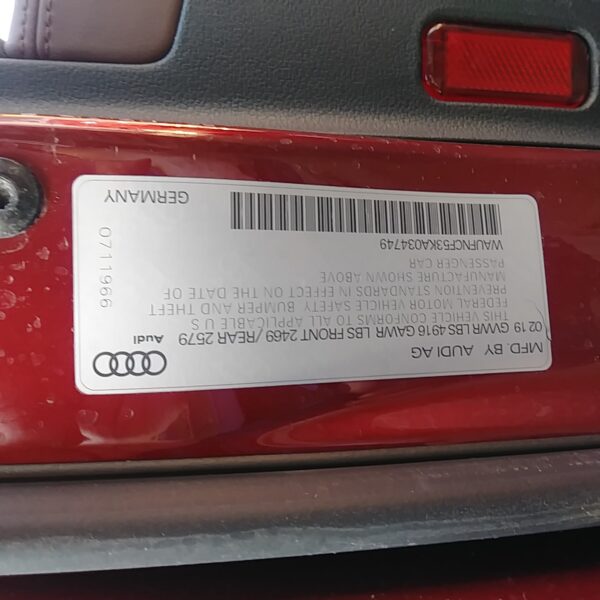 MFD. BY AUDI AG
Audi
02 19 GVWR LBS 4916 GAWR LBS FRONT 2469 / REAR 2579
THIS VEHICLE CONFORMS TO ALL APPLICABLE U S
FEDERAL MOTOR VEHICLE SAFETY BUMPER AND THEFT
PREVENTION STANDARDS IN EFFECT ON THE DATE OF
MANUFACTURE SHOWN ABOVE
PASSENGER CAR
WAUFNCF53KA034749
0711966
GERMANY